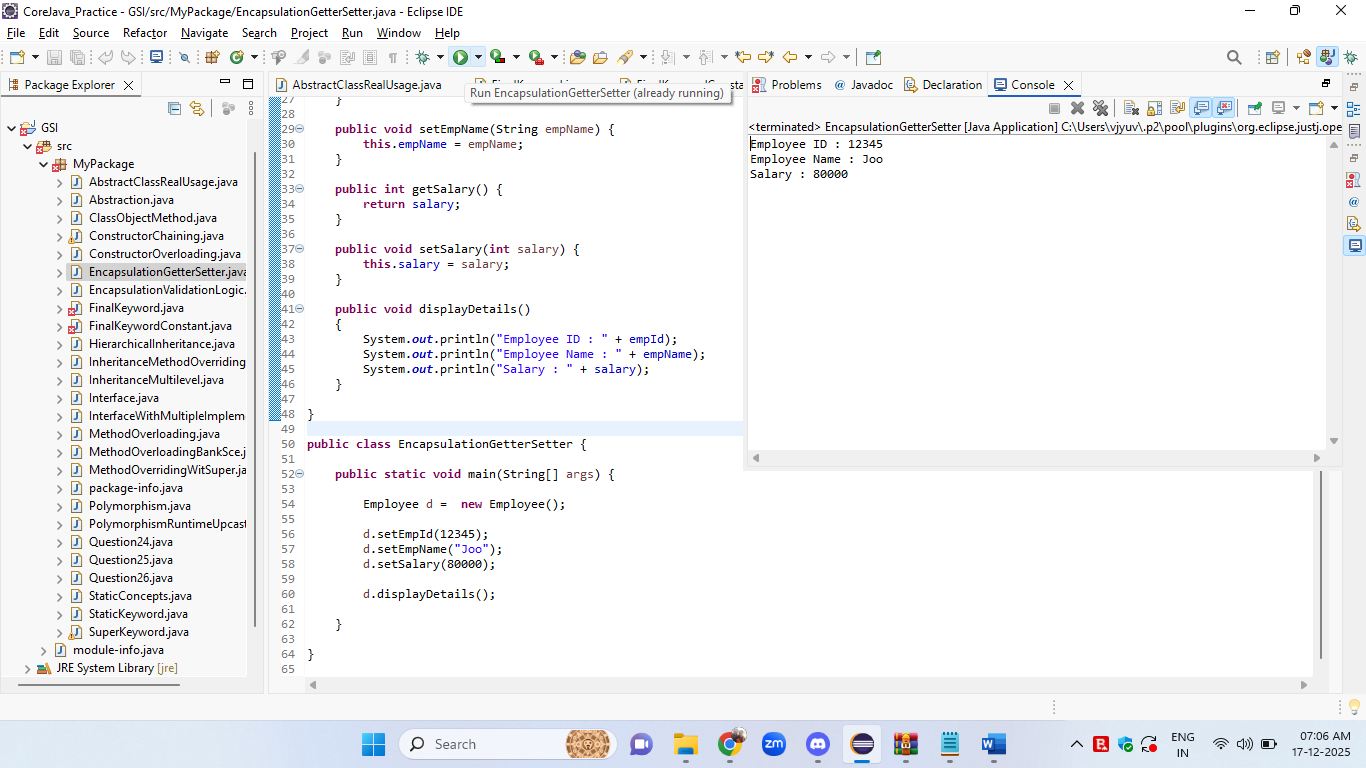 CoreJava_Practice - GSI/src/MyPackage/EncapsulationGetterSetter.java - Eclipse IDE
File Edit Source Refactor Navigate Search Project Run Window Help
Package Explorer
GSI
src
MyPackage
AbstractClassRealUsage.java
Abstraction.java
ClassObjectMethod.java
ConstructorChaining.java
ConstructorOverloading.java
EncapsulationGetterSetter.java
EncapsulationValidationLogic.
FinalKeyword.java
FinalKeywordConstant.java
HierarchicalInheritance.java
InheritanceMethodOverriding
InheritanceMultilevel.java
Interface.java
InterfaceWithMultipleImplem
MethodOverloading.java
MethodOverloadingBankSce.j
MethodOverridingWitSuper.ja
package-info.java
Polymorphism.java
PolymorphismRuntimeUpcast
Question24.java
Question25.java
Question26.java
StaticConcepts.java
StaticKeyword.java
SuperKeyword.java
module-info.java
JRE System Library [jre]
AbstractClassRealUsage.java
Run EncapsulationGetterSetter (already running)
27 }
28
29 public void setEmpName(String empName) {
30 this.empName = empName;
31 }
32
33 public int getSalary() {
34 return salary;
35 }
36
37 public void setSalary(int salary) {
38 this.salary = salary;
39 }
40
41 public void displayDetails()
42 {
43 System.out.println("Employee ID : " + empId);
44 System.out.println("Employee Name : " + empName);
45 System.out.println("Salary : " + salary);
46 }
47
48 }
49
50 public class EncapsulationGetterSetter {
51
52 public static void main(String[] args) {
53
54 Employee d =  new Employee();
55
56 d.setEmpId(12345);
57 d.setEmpName("Joo");
58 d.setSalary(80000);
59
60 d.displayDetails();
61
62 }
63
64 }
65
Problems Javadoc Declaration Console
<terminated> EncapsulationGetterSetter [Java Application] C:\Users\vjyuv\.p2\pool\plugins\org.eclipse.justj.ope
Employee ID : 12345
Employee Name : Joo
Salary : 80000
Search
zm
ENG
IN
07:06 AM
17-12-2025